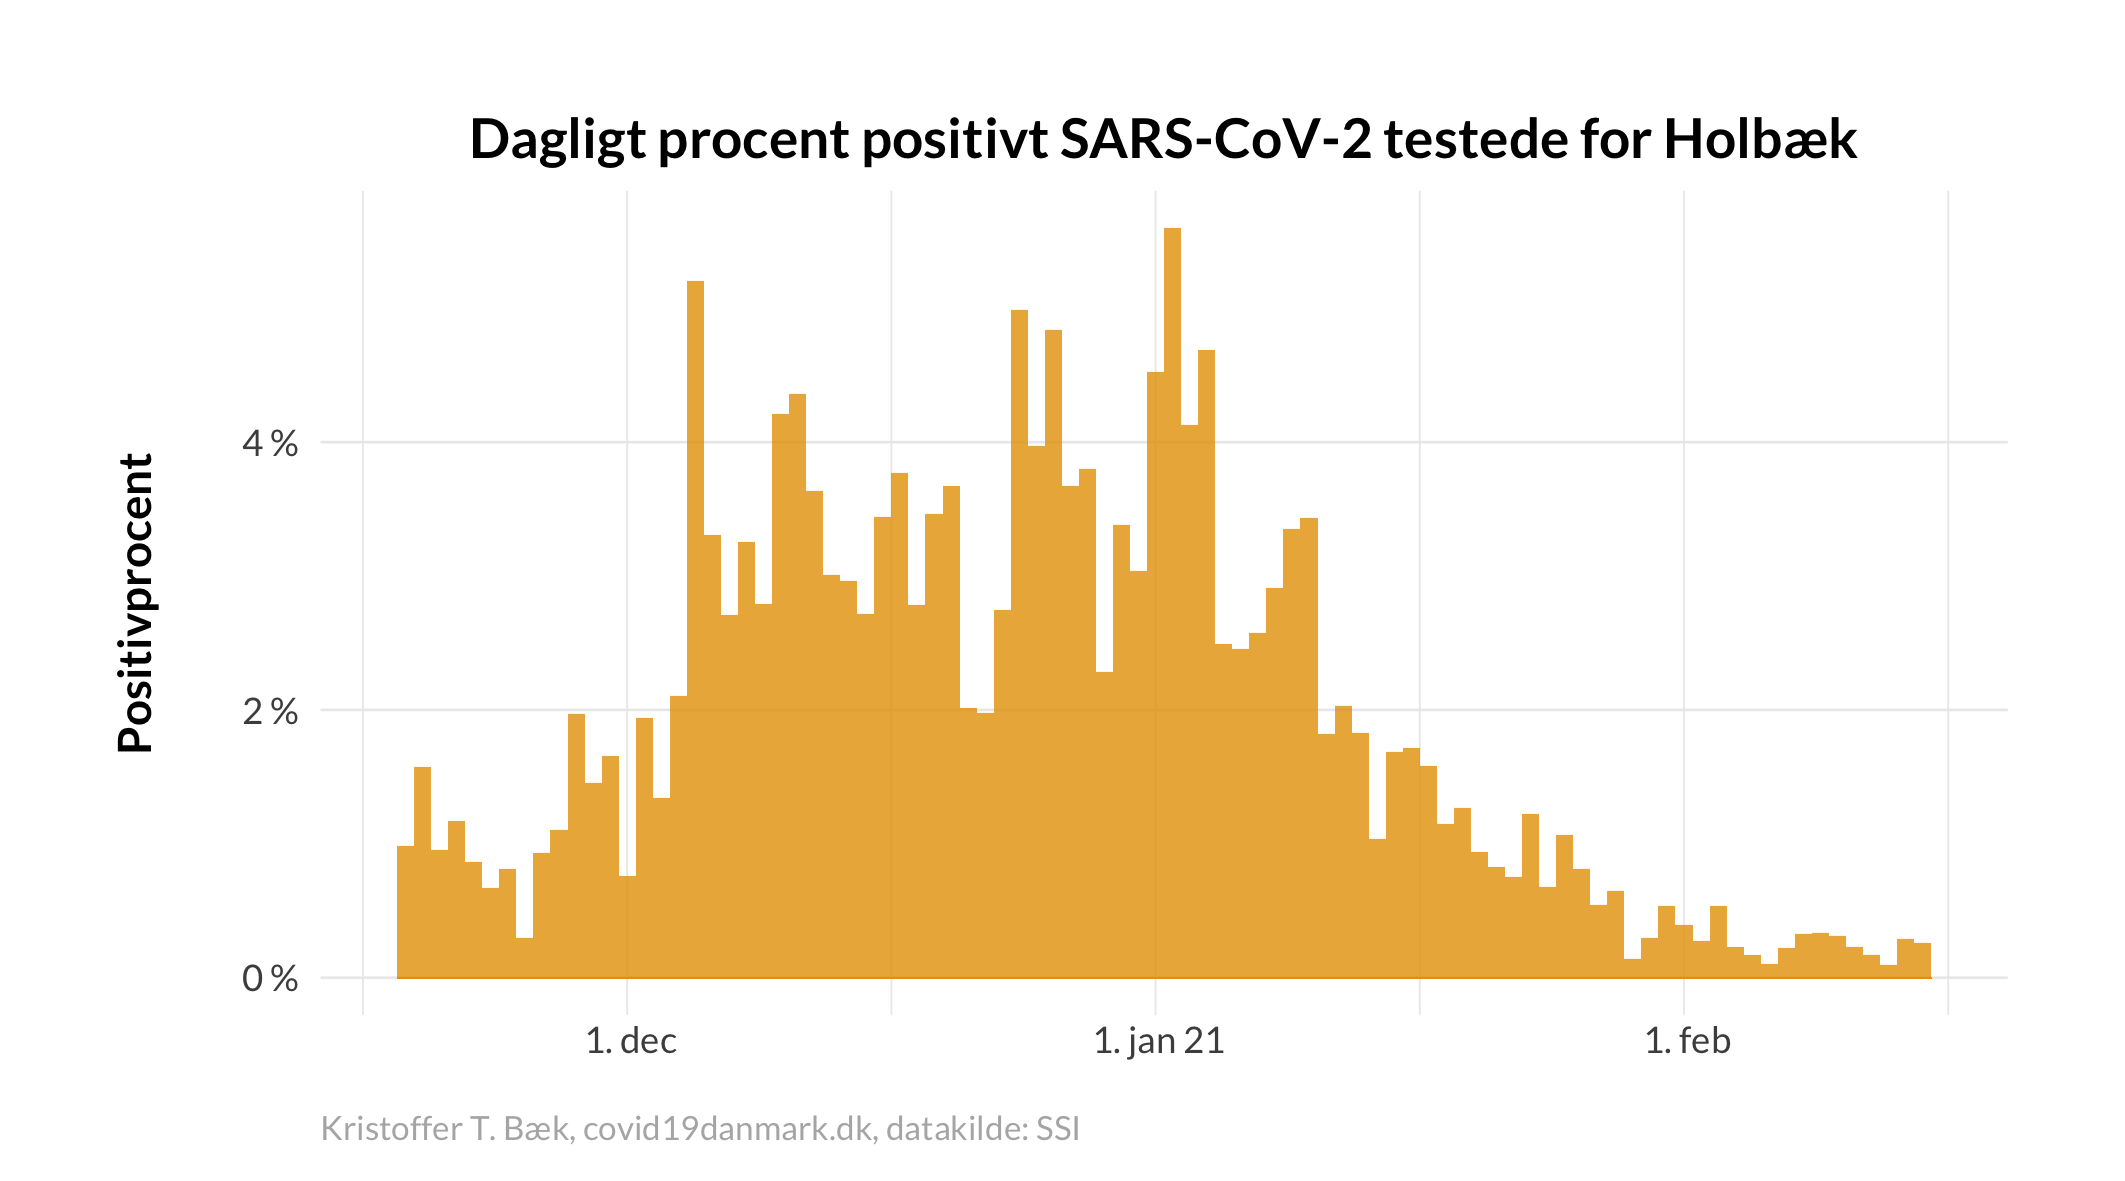 Dagligt procent positivt SARS-CoV-2 testede for Holbæk
Positivprocent
4 %
2 %
0 %
1. dec
1. jan 21
1. feb
Kristoffer T. Bæk, covid19danmark.dk, datakilde: SSI